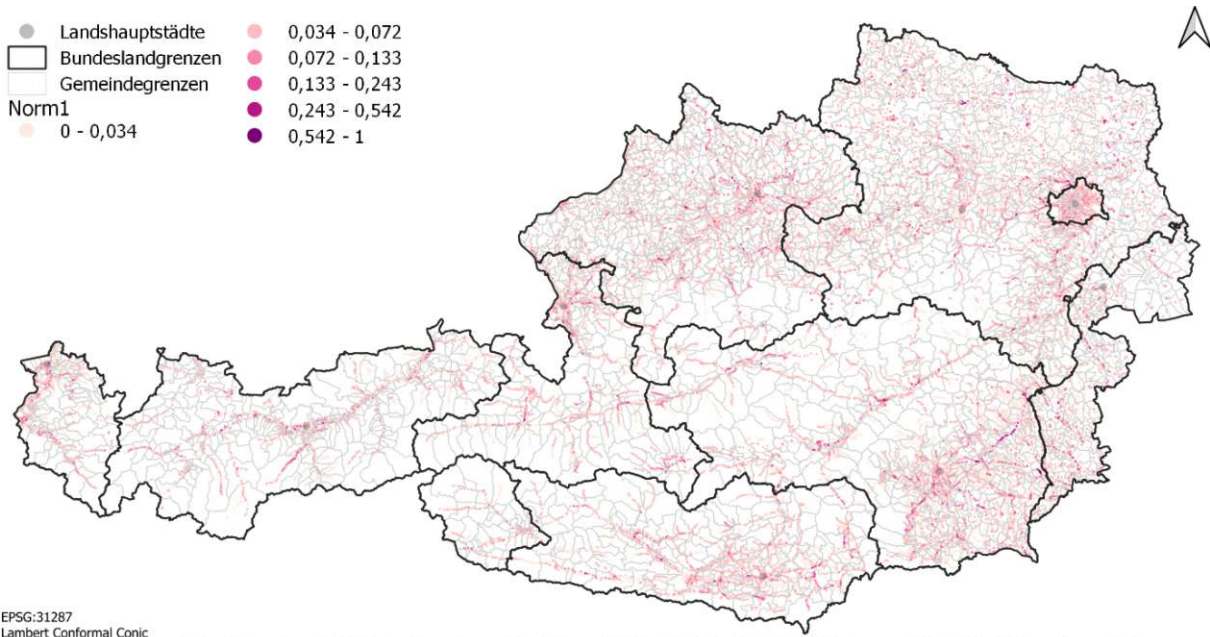 Landshauptstädte
Bundeslandgrenzen
Gemeindegrenzen
Norm1
0 - 0,034
0,034 - 0,072
0,072 - 0,133
0,133 - 0,243
0,243 - 0,542
0,542 - 1
EPSG:31287
Lambert Conformal Conic